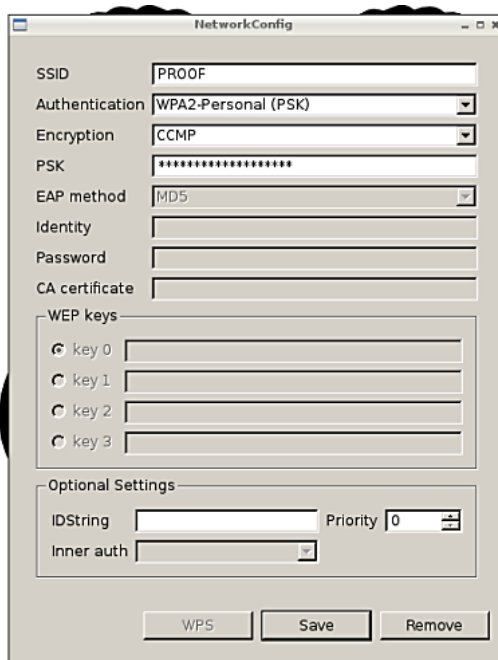 NetworkConfig
SSID PROOF
Authentication WPA2-Personal (PSK)
Encryption CCMP
PSK *******************
EAP method MD5
Identity
Password
CA certificate
WEP keys
key 0
key 1
key 2
key 3
Optional Settings
IDString Priority 0
Inner auth
WPS Save Remove